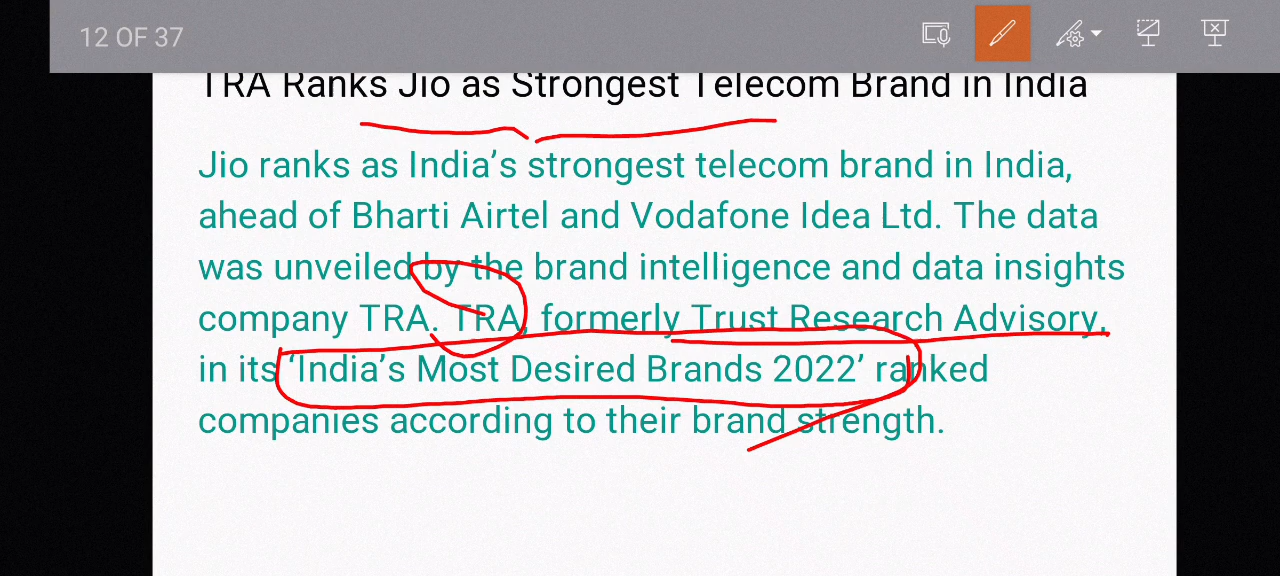 12 OF 37
TRA Ranks Jio as Strongest Telecom Brand in India
Jio ranks as India’s strongest telecom brand in India,
ahead of Bharti Airtel and Vodafone Idea Ltd. The data
was unveiled by the brand intelligence and data insights
company TRA. TRA, formerly Trust Research Advisory,
in its ‘India’s Most Desired Brands 2022’ ranked
companies according to their brand strength.